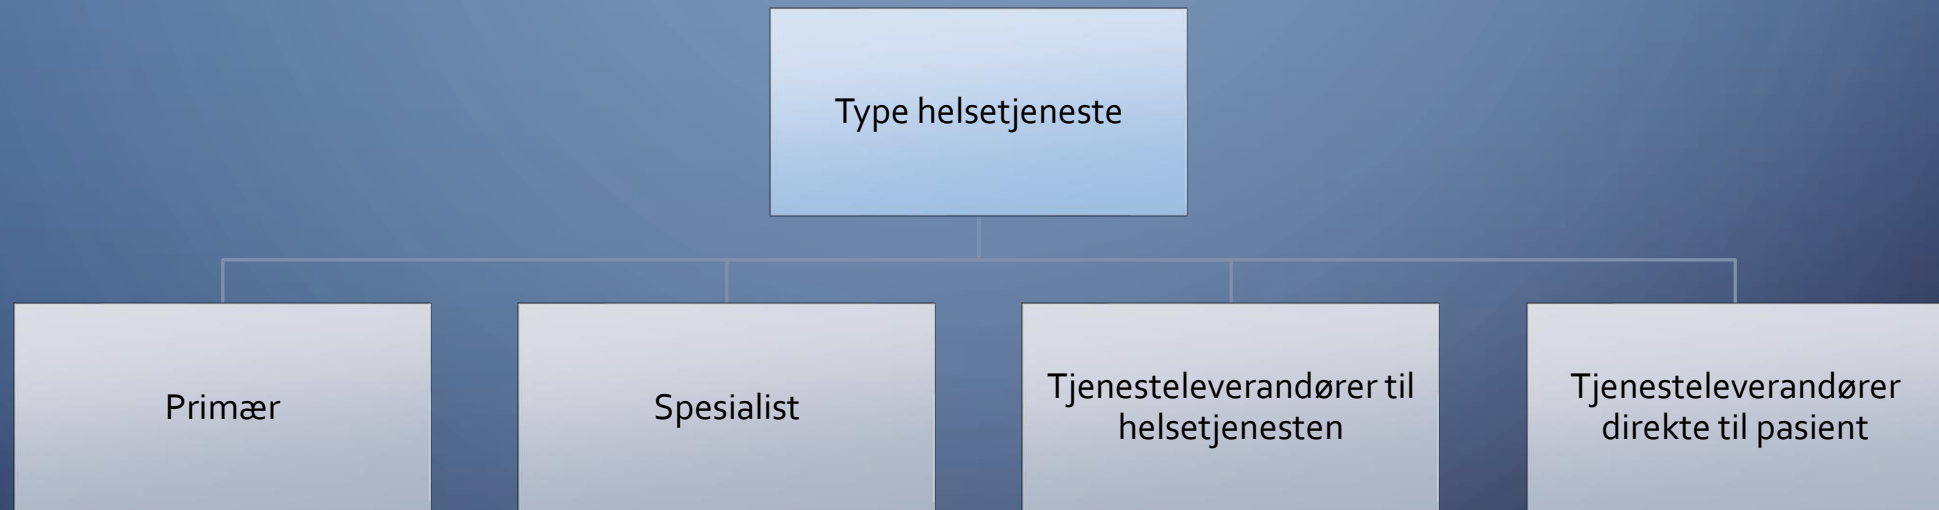 Type helsetjeneste
Primær
Spesialist
Tjenesteleverandører til
helsetjenesten
Tjenesteleverandører
direkte til pasient